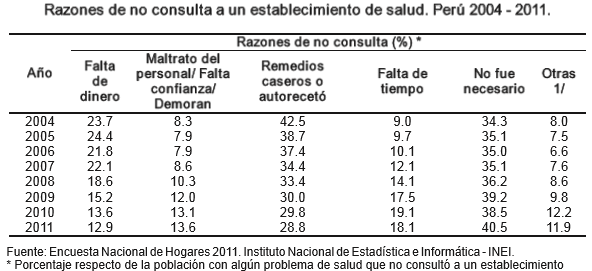 Razones de no consulta a un establecimiento de salud. Perú 2004 - 2011.
Razones de no consulta (%) *
Año Falta de dinero Maltrato del personal/ Falta confianza/ Demoran Remedios caseros o autorecetó Falta de tiempo No fue necesario Otras 1/
2004 23.7 8.3 42.5 9.0 34.3 8.0
2005 24.4 7.9 38.7 9.7 35.1 7.5
2006 21.8 7.9 37.4 10.1 35.0 6.6
2007 22.1 8.6 34.4 12.1 35.1 7.6
2008 18.6 10.3 33.4 14.1 36.2 8.6
2009 15.2 12.0 30.0 17.5 39.2 9.8
2010 13.6 13.1 29.8 19.1 38.5 12.2
2011 12.9 13.6 28.8 18.1 40.5 11.9
Fuente: Encuesta Nacional de Hogares 2011. Instituto Nacional de Estadística e Informática - INEI.
* Porcentaje respecto de la población con algún problema de salud que no consultó a un establecimiento